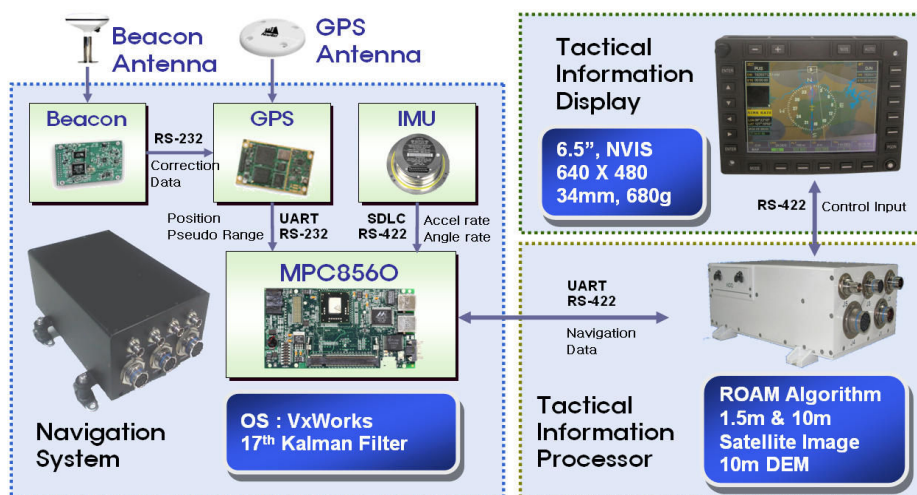 Beacon
Antenna
GPS
Antenna
Beacon
RS-232
Correction
Data
GPS
IMU
Position
Pseudo Range
UART
RS-232
SDLC
RS-422
Accel rate
Angle rate
MPC8560
Navigation
System
OS : VxWorks
17th Kalman Filter
Tactical
Information
Display
6.5”, NVIS
640 X 480
34mm, 680g
RS-422
Control Input
UART
RS-422
Navigation
Data
Tactical
Information
Processor
ROAM Algorithm
1.5m & 10m
Satellite Image
10m DEM